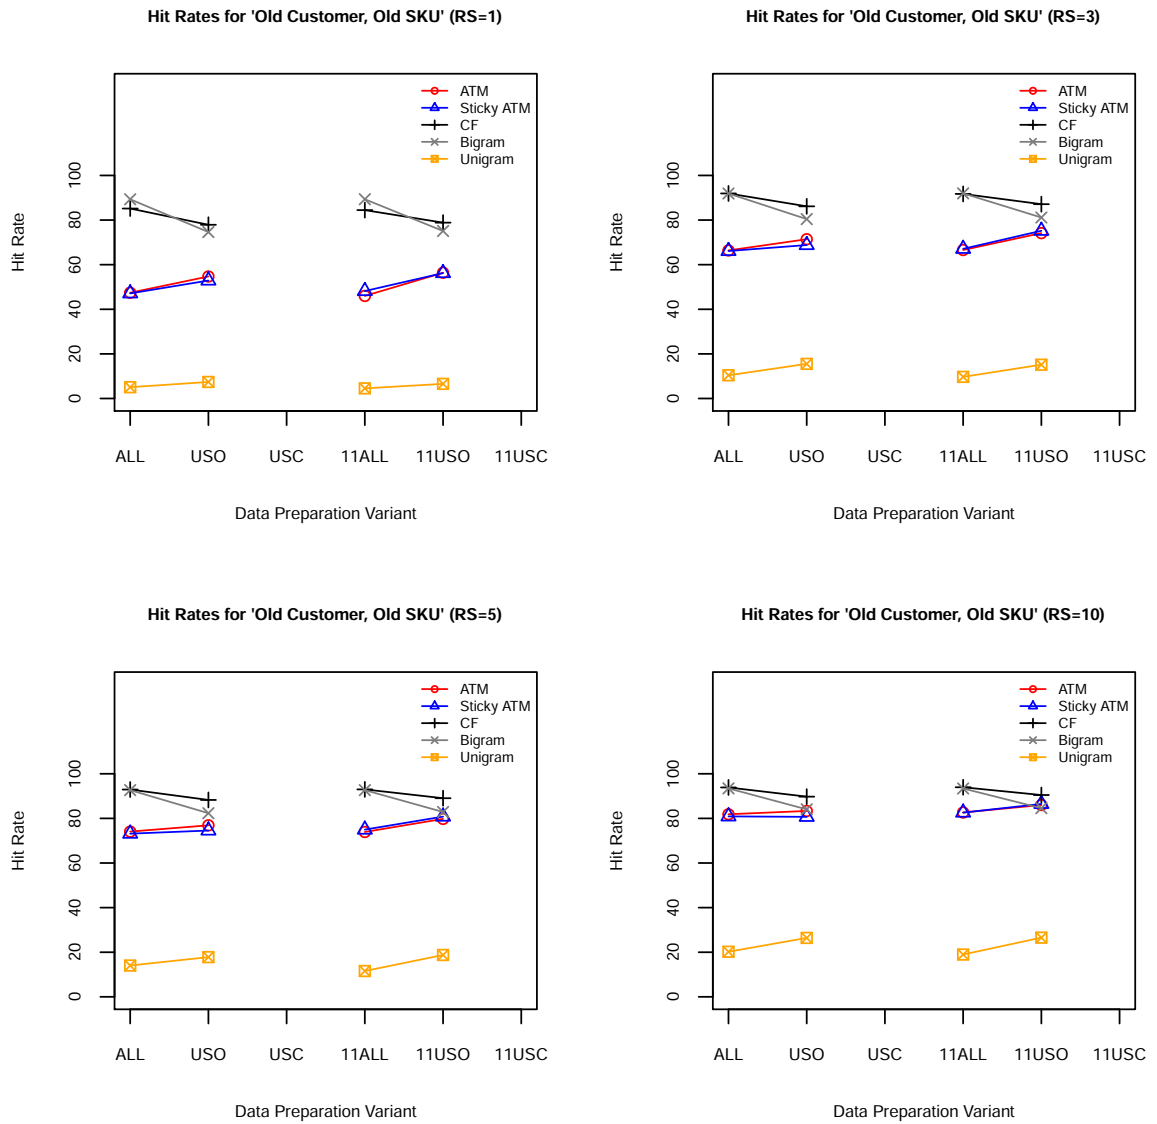 Hit Rates for 'Old Customer, Old SKU' (RS=1)
ATM
Sticky ATM
CF
Bigram
Unigram
Hit Rate
100
80
60
40
20
0
ALL USO USC 11ALL 11USO 11USC
Data Preparation Variant
Hit Rates for 'Old Customer, Old SKU' (RS=3)
ATM
Sticky ATM
CF
Bigram
Unigram
Hit Rate
100
80
60
40
20
0
ALL USO USC 11ALL 11USO 11USC
Data Preparation Variant
Hit Rates for 'Old Customer, Old SKU' (RS=5)
ATM
Sticky ATM
CF
Bigram
Unigram
Hit Rate
100
80
60
40
20
0
ALL USO USC 11ALL 11USO 11USC
Data Preparation Variant
Hit Rates for 'Old Customer, Old SKU' (RS=10)
ATM
Sticky ATM
CF
Bigram
Unigram
Hit Rate
100
80
60
40
20
0
ALL USO USC 11ALL 11USO 11USC
Data Preparation Variant